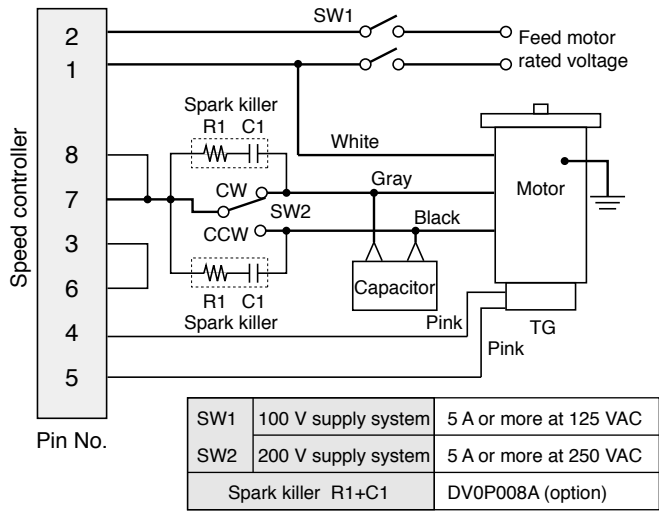 SW1
2
Feed motor
1
rated voltage
Spark killer
R1 C1
White
8
Gray
CW
Motor
7
SW2
Black
CCW
3
Speed controller
6
Capacitor
R1 C1
Spark killer
Pink
TG
4
Pink
5
Pin No.
SW1 100 V supply system 5 A or more at 125 VAC
SW2 200 V supply system 5 A or more at 250 VAC
Spark killer R1+C1 DV0P008A (option)